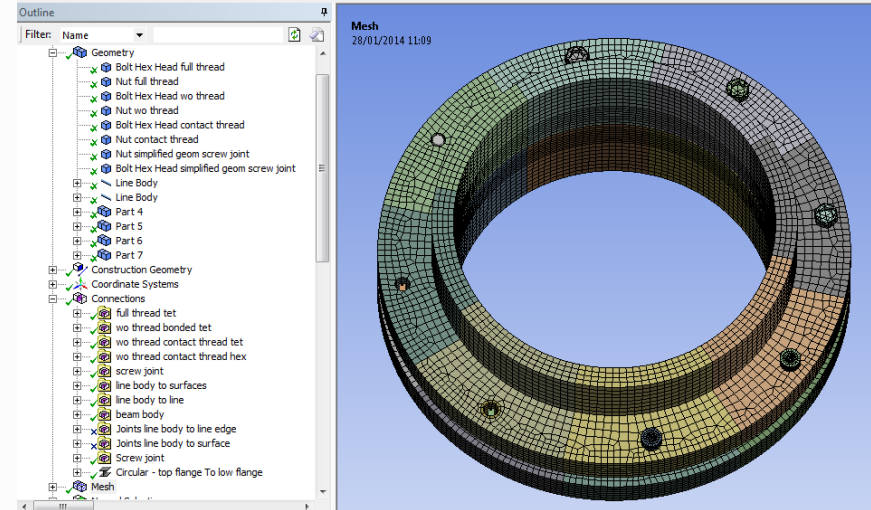 Outline
Filter: Name
Geometry
Bolt Hex Head full thread
Nut full thread
Bolt Hex Head wo thread
Nut wo thread
Bolt Hex Head contact thread
Nut contact thread
Nut simplified geom screw joint
Bolt Hex Head simplified geom screw joint
Line Body
Line Body
Part 4
Part 5
Part 6
Part 7
Construction Geometry
Coordinate Systems
Connections
full thread tet
wo thread bonded tet
wo thread contact thread tet
wo thread contact thread hex
screw joint
line body to surfaces
line body to line
beam body
Joints line body to line edge
Joints line body to surface
Screw joint
Circular - top flange To low flange
Mesh
Mesh
28/01/2014 11:09